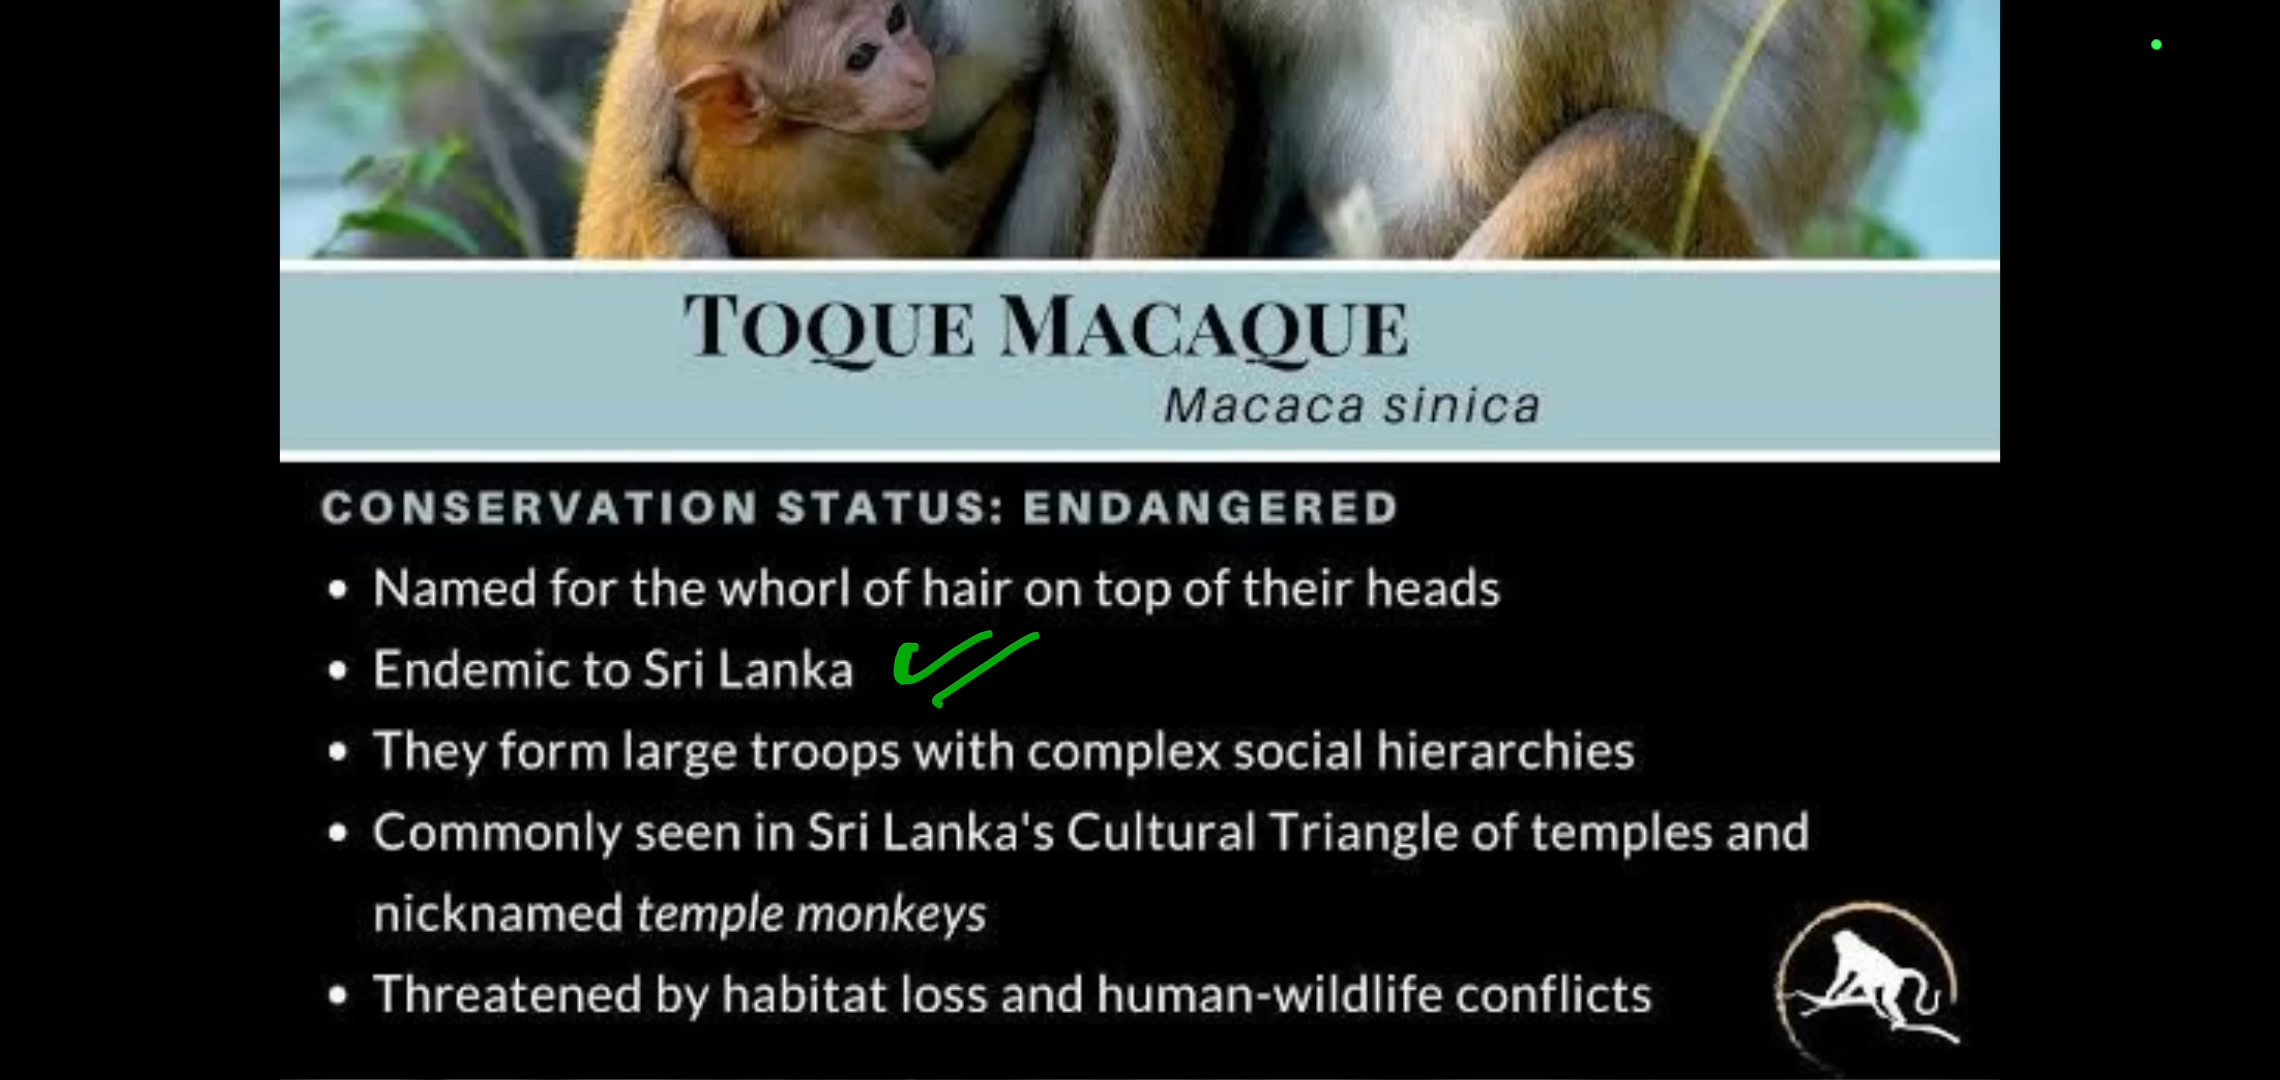 TOQUE MACAQUE
Macaca sinica
CONSERVATION STATUS: ENDANGERED
• Named for the whorl of hair on top of their heads
• Endemic to Sri Lanka
• They form large troops with complex social hierarchies
• Commonly seen in Sri Lanka's Cultural Triangle of temples and
nicknamed temple monkeys
• Threatened by habitat loss and human-wildlife conflicts